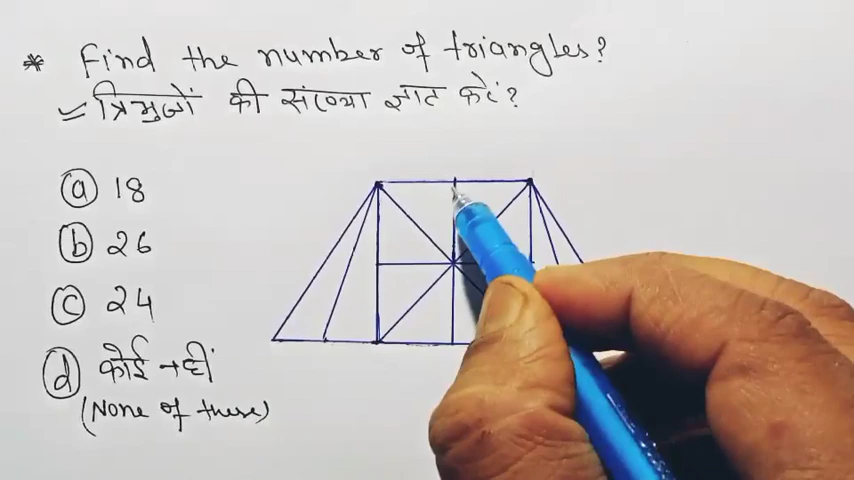 * Find the number of triangles?
त्रिभुजों की संख्या ज्ञात करें?
(a) 18
(b) 26
(c) 24
(d) कोई नहीं
(None of these)